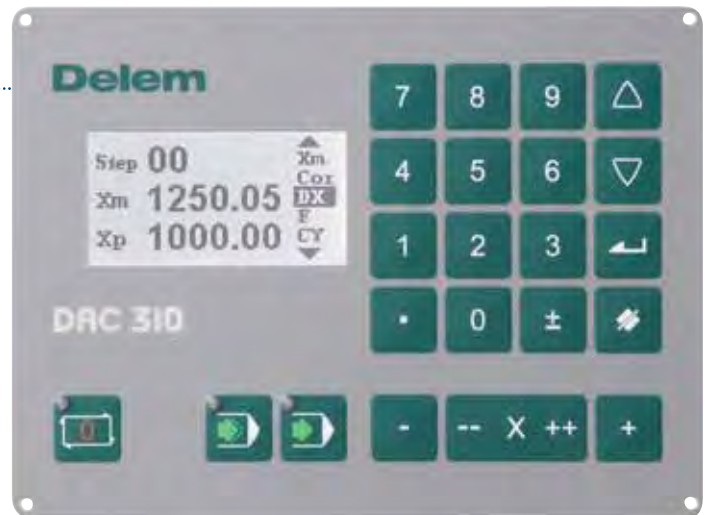 Delem
Step 00
Xm 1250.05
Xp 1000.00
Xm
Cor
DX
F
CY
DAC 310
7 8 9
4 5 6
1 2 3
. 0 ±
0
- -- X ++ +